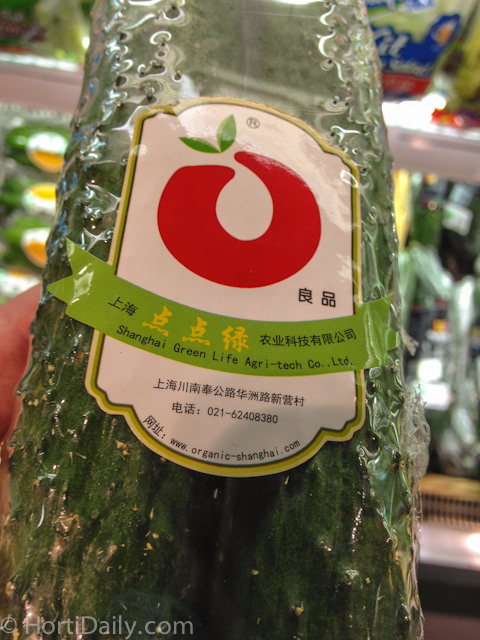 ®
良品
上海 点点绿 农业科技有限公司
Shanghai Green Life Agri-tech Co.,Ltd.
上海川南奉公路华洲路新营村
电话: 021-62408380
网址: www.organic-shanghai.com
© HortiDaily.com